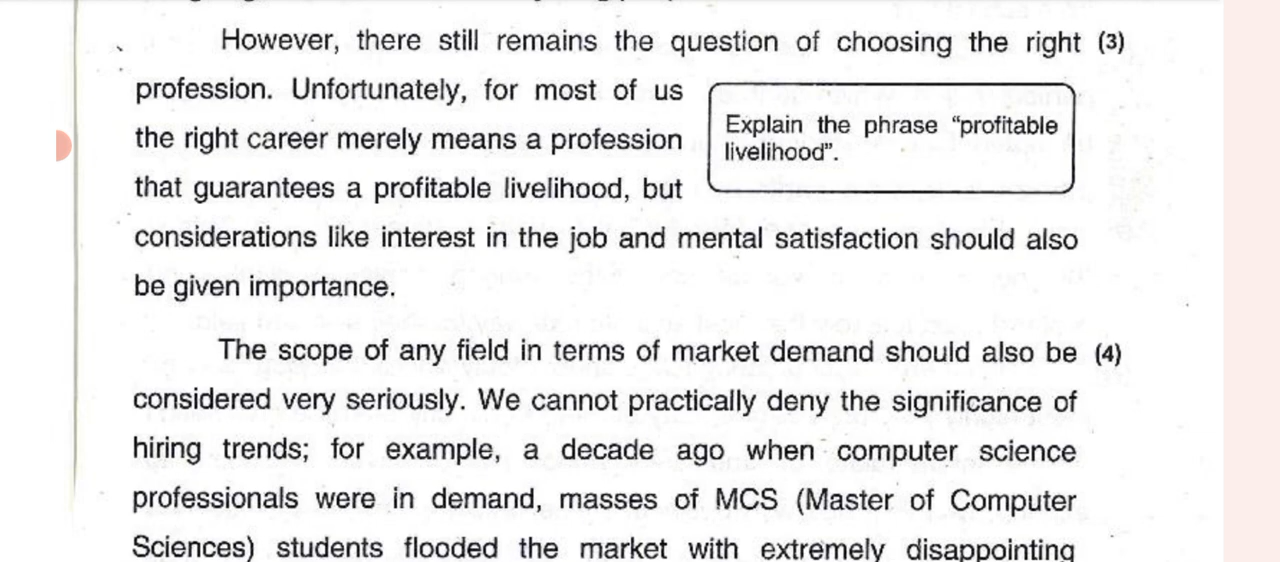 However, there still remains the question of choosing the right (3)
profession. Unfortunately, for most of us
the right career merely means a profession
that guarantees a profitable livelihood, but
Explain the phrase “profitable
livelihood”.
considerations like interest in the job and mental satisfaction should also
be given importance.
The scope of any field in terms of market demand should also be (4)
considered very seriously. We cannot practically deny the significance of
hiring trends; for example, a decade ago when computer science
professionals were in demand, masses of MCS (Master of Computer
Sciences) students flooded the market with extremely disappointing